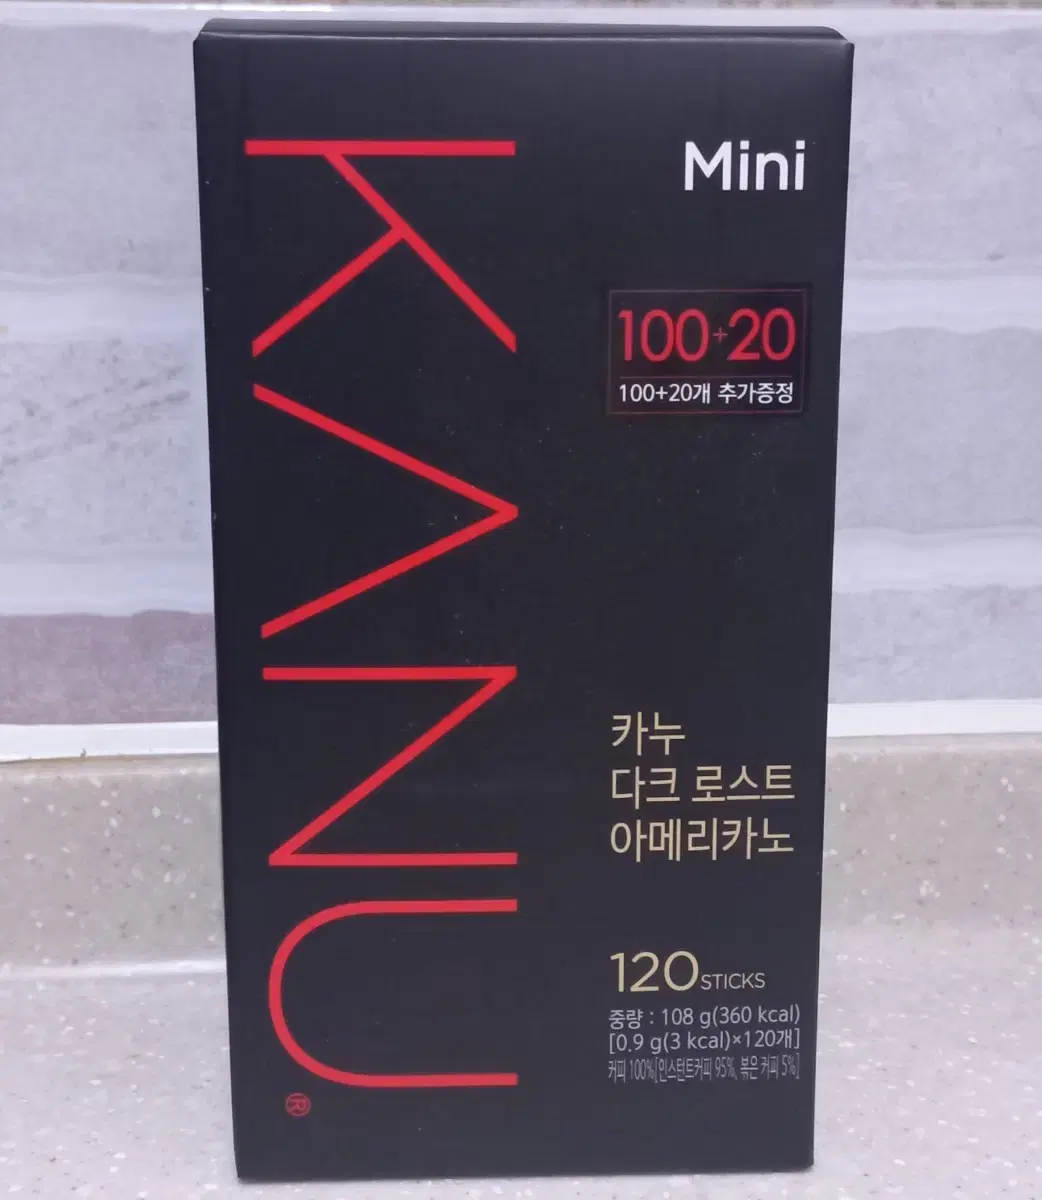 KANU®
Mini
100+20
100+20개 추가증정
카누
다크 로스트
아메리카노
120 STICKS
중량 : 108 g(360 kcal)
[0.9 g(3 kcal)×120개]
커피 100%[인스턴트커피 95%, 볶은 커피 5%]